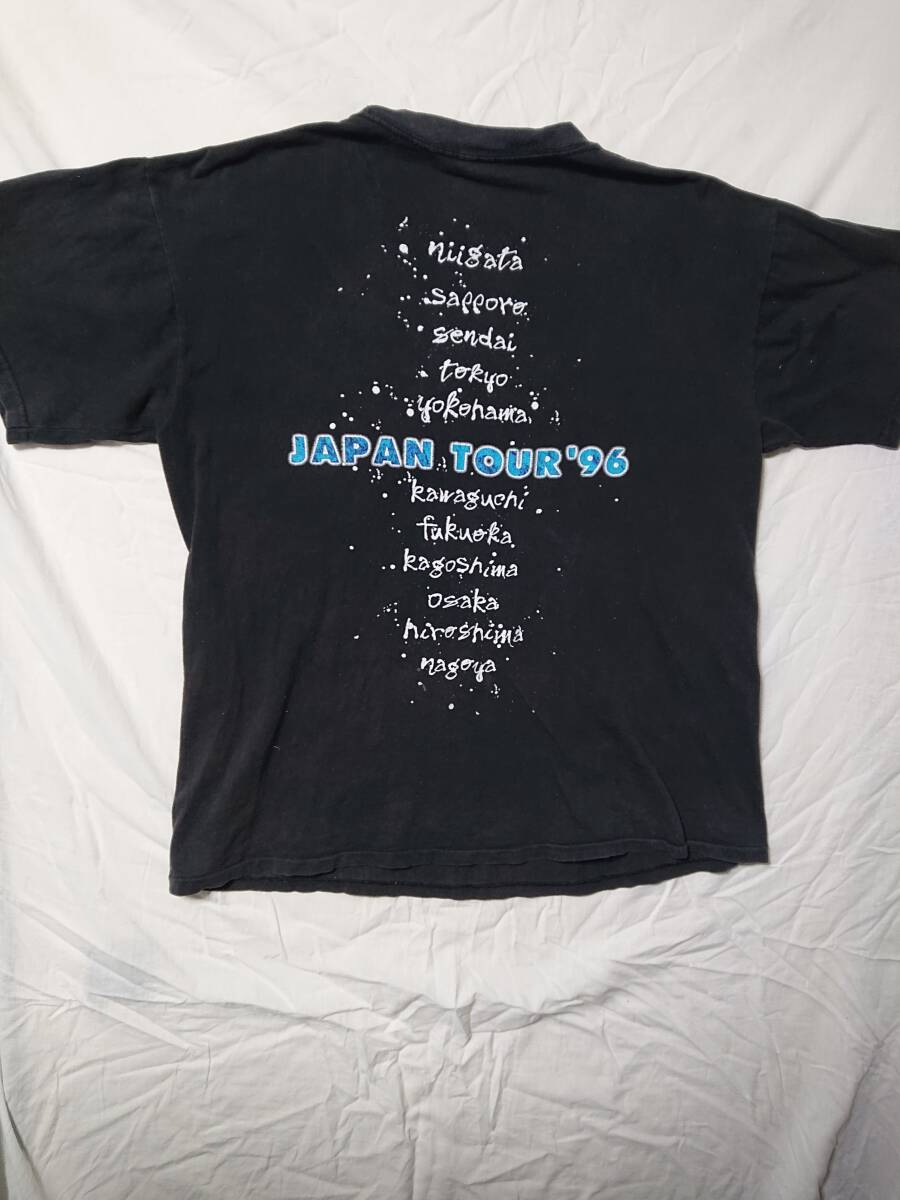 niigata
sapporo
sendai
tokyo
yokohama
JAPAN TOUR '96
kawaguchi
fukuoka
kagoshima
osaka
hiroshima
nagoya